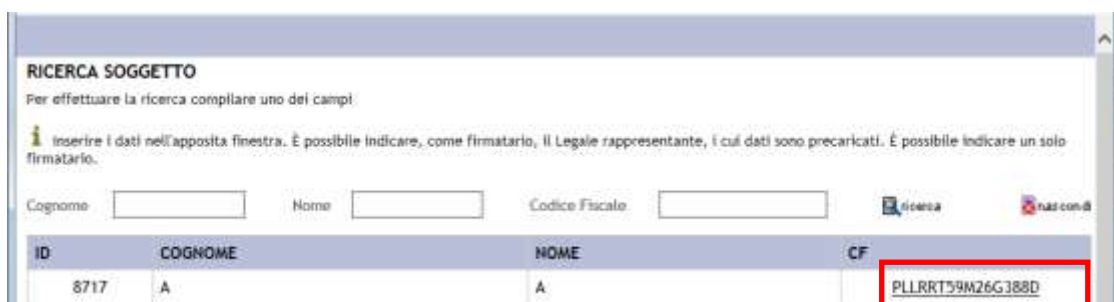 RICERCA SOGGETTO
Per effettuare la ricerca compilare uno dei campi
Inserire i dati nell'apposita finestra. È possibile indicare, come firmatario, il Legale rappresentante, i cui dati sono precaricati. È possibile indicare un solo
firmatario.
Cognome Nome Codice Fiscale ricerca nascondi
ID COGNOME NOME CF
8717 A A PLLRRT59M26G388D